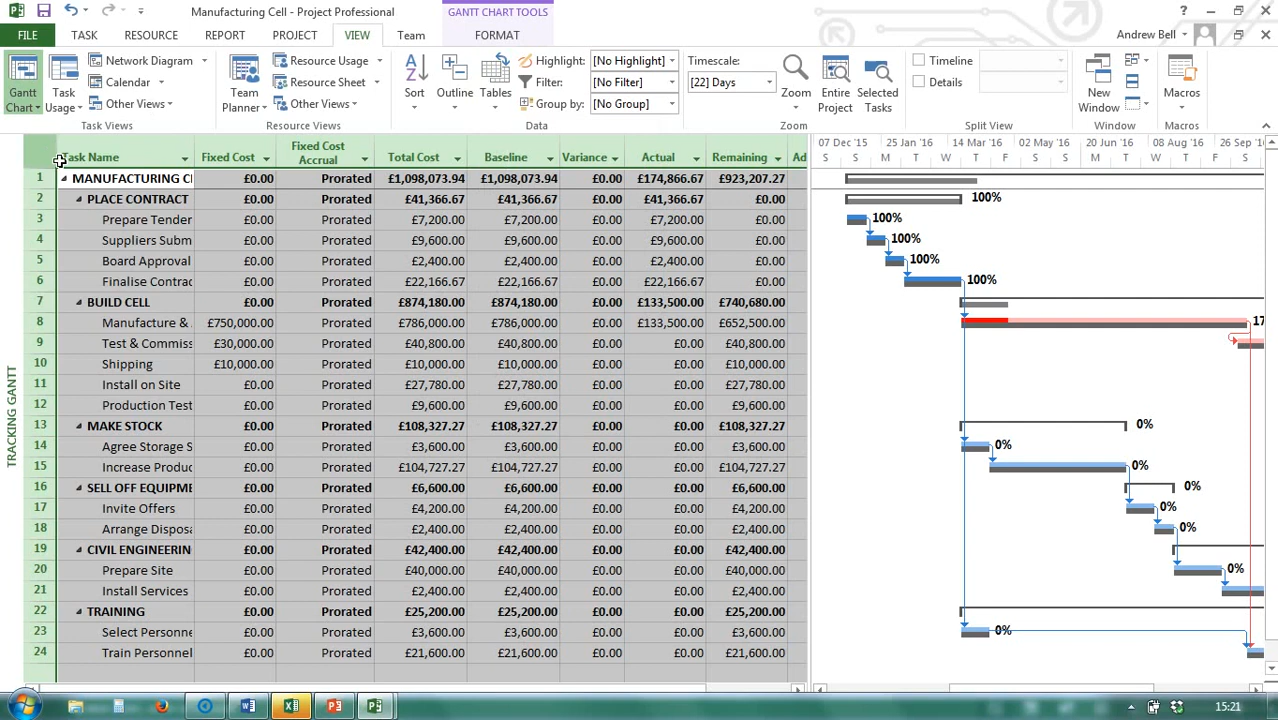 Manufacturing Cell - Project Professional
GANTT CHART TOOLS
FILE TASK RESOURCE REPORT PROJECT VIEW Team FORMAT
Andrew Bell
Gantt Chart
Task Usage
Network Diagram
Calendar
Other Views
Task Views
Team Planner
Resource Usage
Resource Sheet
Other Views
Resource Views
Sort
Outline
Tables
Highlight: [No Highlight]
Filter: [No Filter]
Group by: [No Group]
Data
Timescale:
[22] Days
Zoom
Entire Project
Selected Tasks
Zoom
Timeline
Details
Split View
New Window
Window
Macros
Macros
TRACKING GANTT
Task Name Fixed Cost Fixed Cost Accrual Total Cost Baseline Variance Actual Remaining Ad
07 Dec '15 25 Jan '16 14 Mar '16 02 May '16 20 Jun '16 08 Aug '16 26 Sep '16
S S M T W T F S S M T W T F S
1 MANUFACTURING CE £0.00 Prorated £1,098,073.94 £1,098,073.94 £0.00 £174,866.67 £923,207.27
2 PLACE CONTRACT £0.00 Prorated £41,366.67 £41,366.67 £0.00 £41,366.67 £0.00 100%
3 Prepare Tender £0.00 Prorated £7,200.00 £7,200.00 £0.00 £7,200.00 £0.00 100%
4 Suppliers Subm £0.00 Prorated £9,600.00 £9,600.00 £0.00 £9,600.00 £0.00 100%
5 Board Approval £0.00 Prorated £2,400.00 £2,400.00 £0.00 £2,400.00 £0.00 100%
6 Finalise Contrac £0.00 Prorated £22,166.67 £22,166.67 £0.00 £22,166.67 £0.00 100%
7 BUILD CELL £0.00 Prorated £874,180.00 £874,180.00 £0.00 £133,500.00 £740,680.00
8 Manufacture & £750,000.00 Prorated £786,000.00 £786,000.00 £0.00 £133,500.00 £652,500.00 17
9 Test & Commiss £30,000.00 Prorated £40,800.00 £40,800.00 £0.00 £0.00 £40,800.00
10 Shipping £10,000.00 Prorated £10,000.00 £10,000.00 £0.00 £0.00 £10,000.00
11 Install on Site £0.00 Prorated £27,780.00 £27,780.00 £0.00 £0.00 £27,780.00
12 Production Test £0.00 Prorated £9,600.00 £9,600.00 £0.00 £0.00 £9,600.00
13 MAKE STOCK £0.00 Prorated £108,327.27 £108,327.27 £0.00 £0.00 £108,327.27 0%
14 Agree Storage S £0.00 Prorated £3,600.00 £3,600.00 £0.00 £0.00 £3,600.00 0%
15 Increase Produc £0.00 Prorated £104,727.27 £104,727.27 £0.00 £0.00 £104,727.27 0%
16 SELL OFF EQUIPME £0.00 Prorated £6,600.00 £6,600.00 £0.00 £0.00 £6,600.00 0%
17 Invite Offers £0.00 Prorated £4,200.00 £4,200.00 £0.00 £0.00 £4,200.00 0%
18 Arrange Disposa £0.00 Prorated £2,400.00 £2,400.00 £0.00 £0.00 £2,400.00 0%
19 CIVIL ENGINEERIN £0.00 Prorated £42,400.00 £42,400.00 £0.00 £0.00 £42,400.00
20 Prepare Site £0.00 Prorated £40,000.00 £40,000.00 £0.00 £0.00 £40,000.00 0%
21 Install Services £0.00 Prorated £2,400.00 £2,400.00 £0.00 £0.00 £2,400.00
22 TRAINING £0.00 Prorated £25,200.00 £25,200.00 £0.00 £0.00 £25,200.00
23 Select Personne £0.00 Prorated £3,600.00 £3,600.00 £0.00 £0.00 £3,600.00 0%
24 Train Personnel £0.00 Prorated £21,600.00 £21,600.00 £0.00 £0.00 £21,600.00
15:21